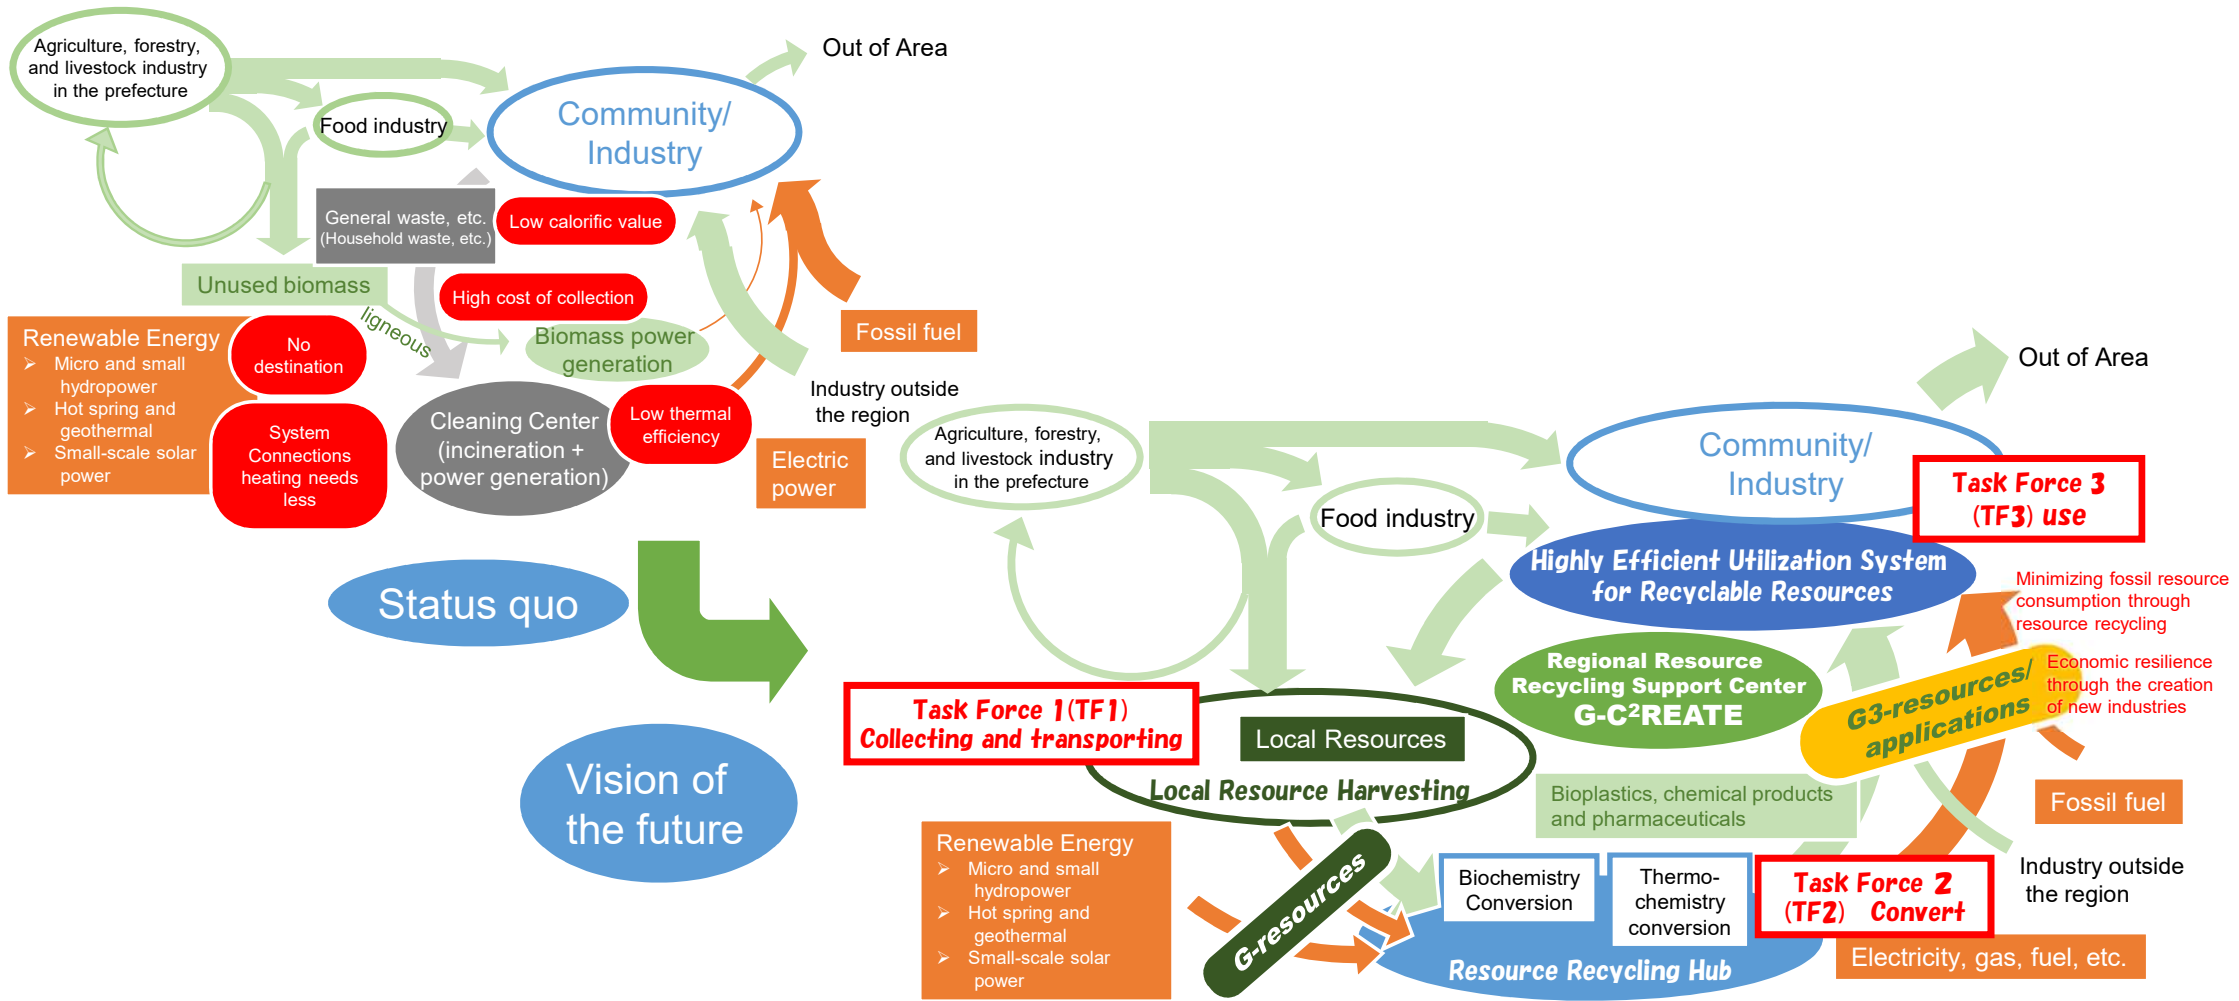 Agriculture, forestry,
and livestock industry
in the prefecture
Out of Area
Community/
Industry
Food industry
General waste, etc.
(Household waste, etc.)
Low calorific value
Unused biomass
High cost of collection
ligneous
Biomass power
generation
Fossil fuel
Renewable Energy
➢ Micro and small
hydropower
➢ Hot spring and
geothermal
➢ Small-scale solar
power
No
destination
System
Connections
heating needs
less
Cleaning Center
(incineration +
power generation)
Low thermal
efficiency
Industry outside
the region
Electric
power
Status quo
Vision of
the future
Out of Area
Agriculture, forestry,
and livestock industry
in the prefecture
Community/
Industry
Task Force 3
(TF3) use
Food industry
Highly Efficient Utilization System
for Recyclable Resources
Minimizing fossil resource
consumption through
resource recycling
Regional Resource
Recycling Support Center
G-C²REATE
Economic resilience
through the creation
of new industries
G3-resources/
applications
Task Force 1(TF1)
Collecting and transporting
Local Resources
Local Resource Harvesting
Bioplastics, chemical products
and pharmaceuticals
Fossil fuel
Renewable Energy
➢ Micro and small
hydropower
➢ Hot spring and
geothermal
➢ Small-scale solar
power
G-resources
Biochemistry
Conversion
Thermo-
chemistry
conversion
Task Force 2
(TF2) Convert
Industry outside
the region
Resource Recycling Hub
Electricity, gas, fuel, etc.